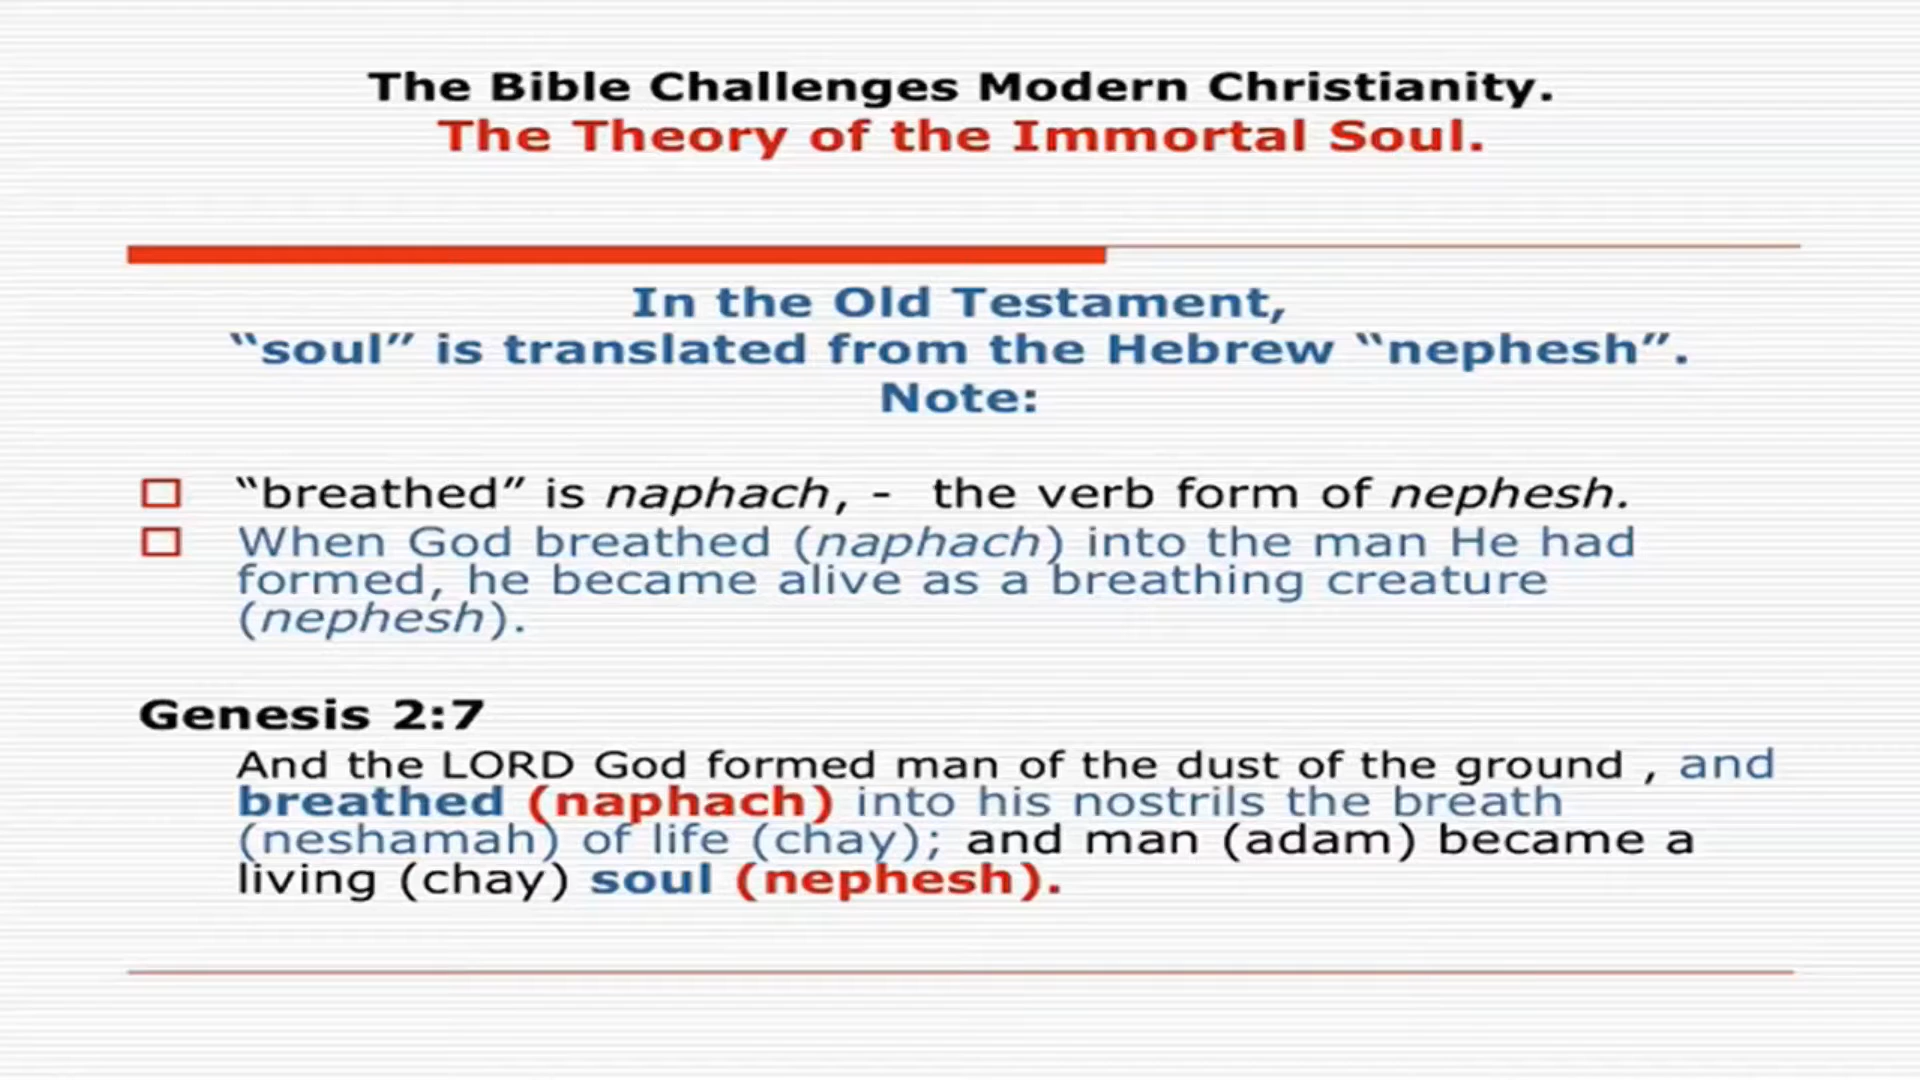 The Bible Challenges Modern Christianity.
The Theory of the Immortal Soul.
In the Old Testament,
“soul” is translated from the Hebrew “nephesh”.
Note:
“breathed” is naphach, - the verb form of nephesh.
When God breathed (naphach) into the man He had
formed, he became alive as a breathing creature
(nephesh).
Genesis 2:7
And the LORD God formed man of the dust of the ground , and
breathed (naphach) into his nostrils the breath
(neshamah) of life (chay); and man (adam) became a
living (chay) soul (nephesh).